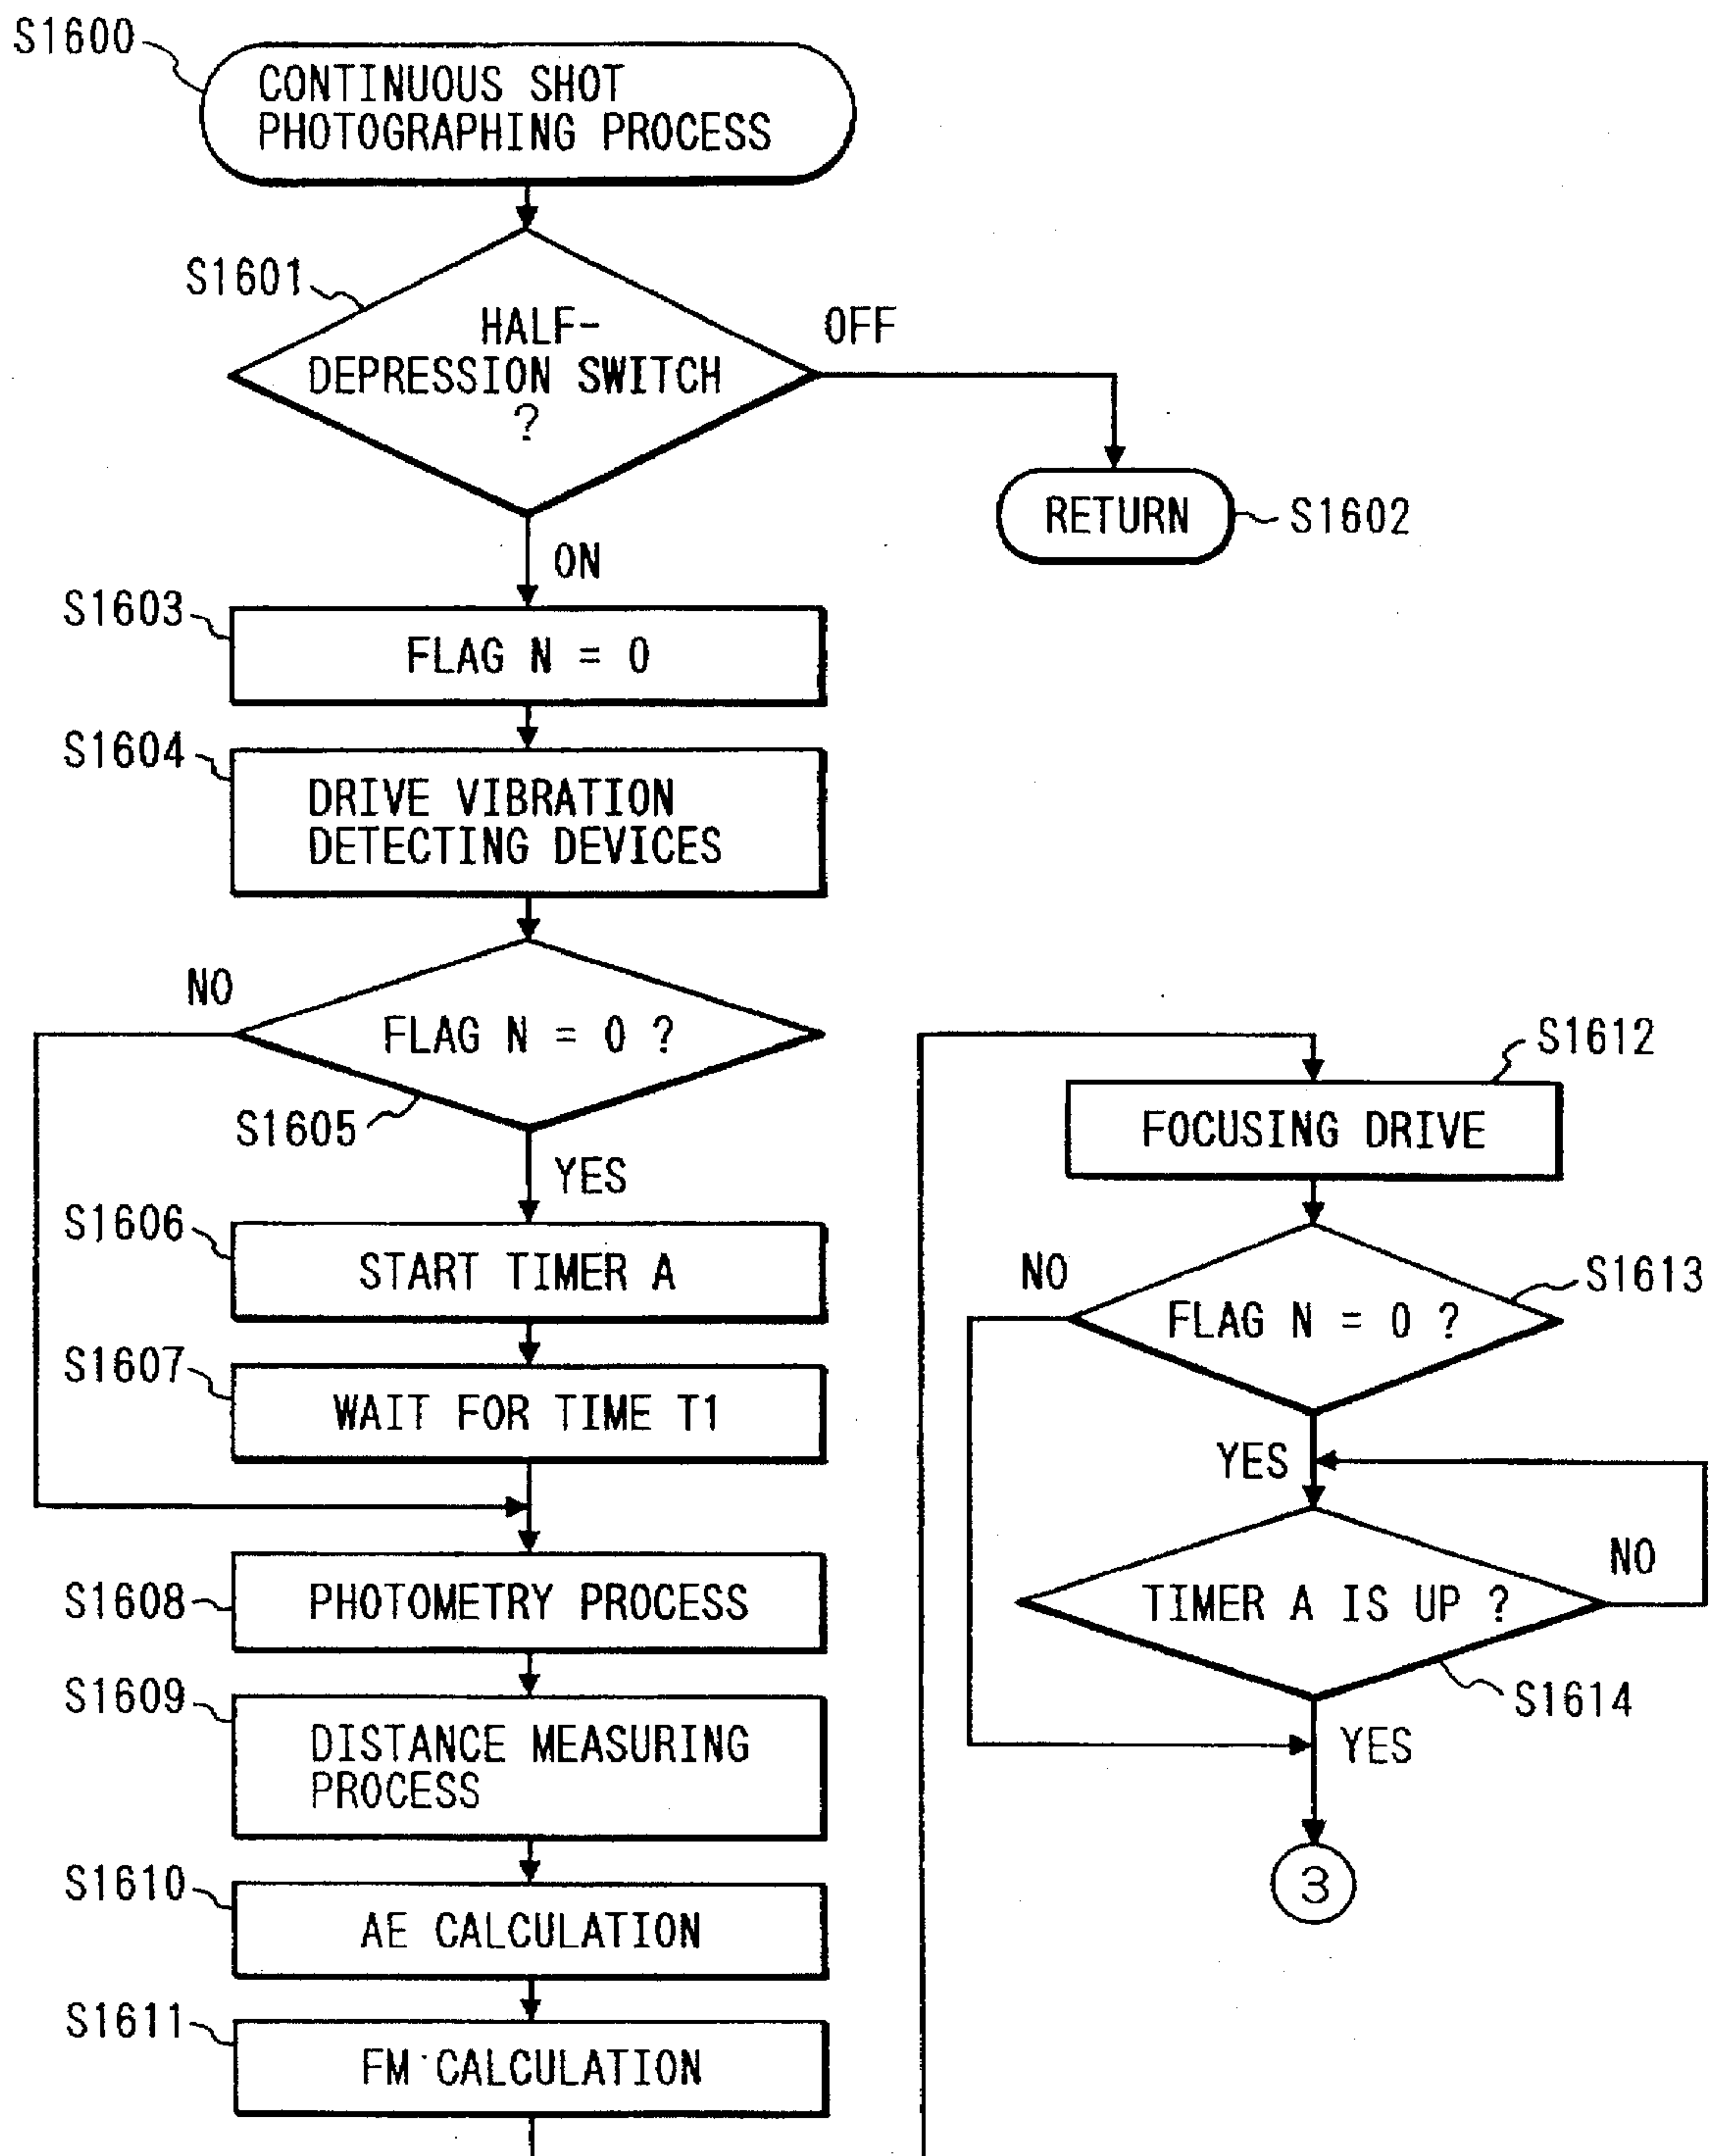 S1600
CONTINUOUS SHOT
PHOTOGRAPHING PROCESS
S1601
HALF-
DEPRESSION SWITCH
?
OFF
RETURN
S1602
ON
S1603
FLAG N = 0
S1604
DRIVE VIBRATION
DETECTING DEVICES
NO
FLAG N = 0 ?
S1605
YES
S1606
START TIMER A
S1607
WAIT FOR TIME T1
S1608
PHOTOMETRY PROCESS
S1609
DISTANCE MEASURING
PROCESS
S1610
AE CALCULATION
S1611
FM CALCULATION
S1612
FOCUSING DRIVE
NO
S1613
FLAG N = 0 ?
YES
NO
TIMER A IS UP ?
S1614
YES
3